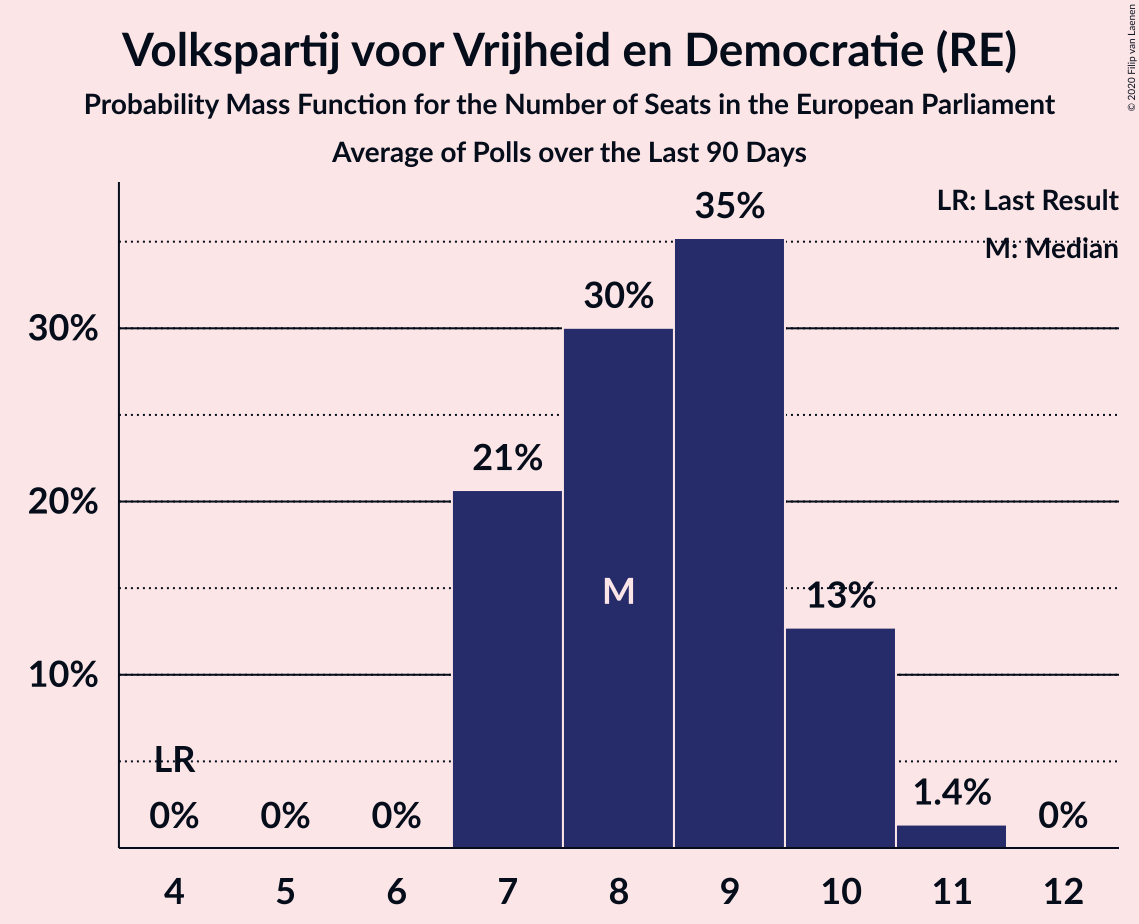 Volkspartij voor Vrijheid en Democratie (RE)
Probability Mass Function for the Number of Seats in the European Parliament
Average of Polls over the Last 90 Days
© 2020 Filip van Laenen
LR: Last Result
M: Median
35%
30%
30%
21%
20%
M
13%
10%
LR
1.4%
0% 0% 0% 0%
4 5 6 7 8 9 10 11 12